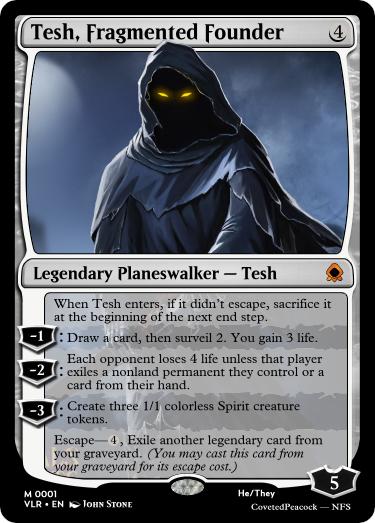 Tesh, Fragmented Founder 4
Legendary Planeswalker — Tesh
When Tesh enters, if it didn't escape, sacrifice it
at the beginning of the next end step.
-1: Draw a card, then surveil 2. You gain 3 life.
-2: Each opponent loses 4 life unless that player
exiles a nonland permanent they control or a
card from their hand.
-3: Create three 1/1 colorless Spirit creature
tokens.
Escape—4, Exile another legendary card from
your graveyard. (You may cast this card from
your graveyard for its escape cost.)
5
M 0001 He/They
VLR • EN John Stone CovetedPeacock — NFS